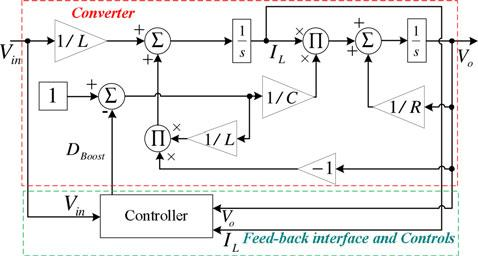 Converter
V_in
1/L
+
+
Σ
1/s
I_L
×
×
Π
+
+
Σ
1/s
V_o
1
+
-
Σ
1/C
1/R
D_Boost
Π
×
×
1/L
−1
V_in
Controller
V_o
I_L
Feed-back interface and Controls